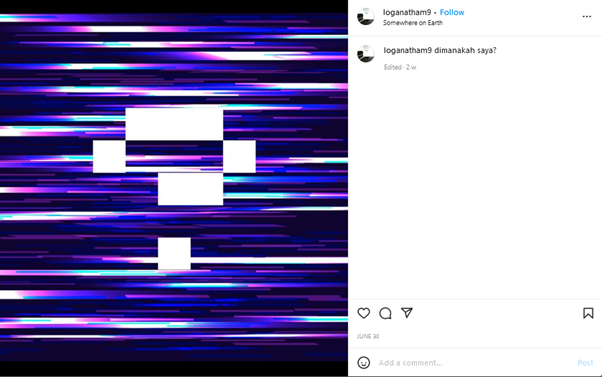 loganatham9 • Follow
Somewhere on Earth
loganatham9 dimanakah saya?
Edited · 2 w
JUNE 30
Add a comment...
Post